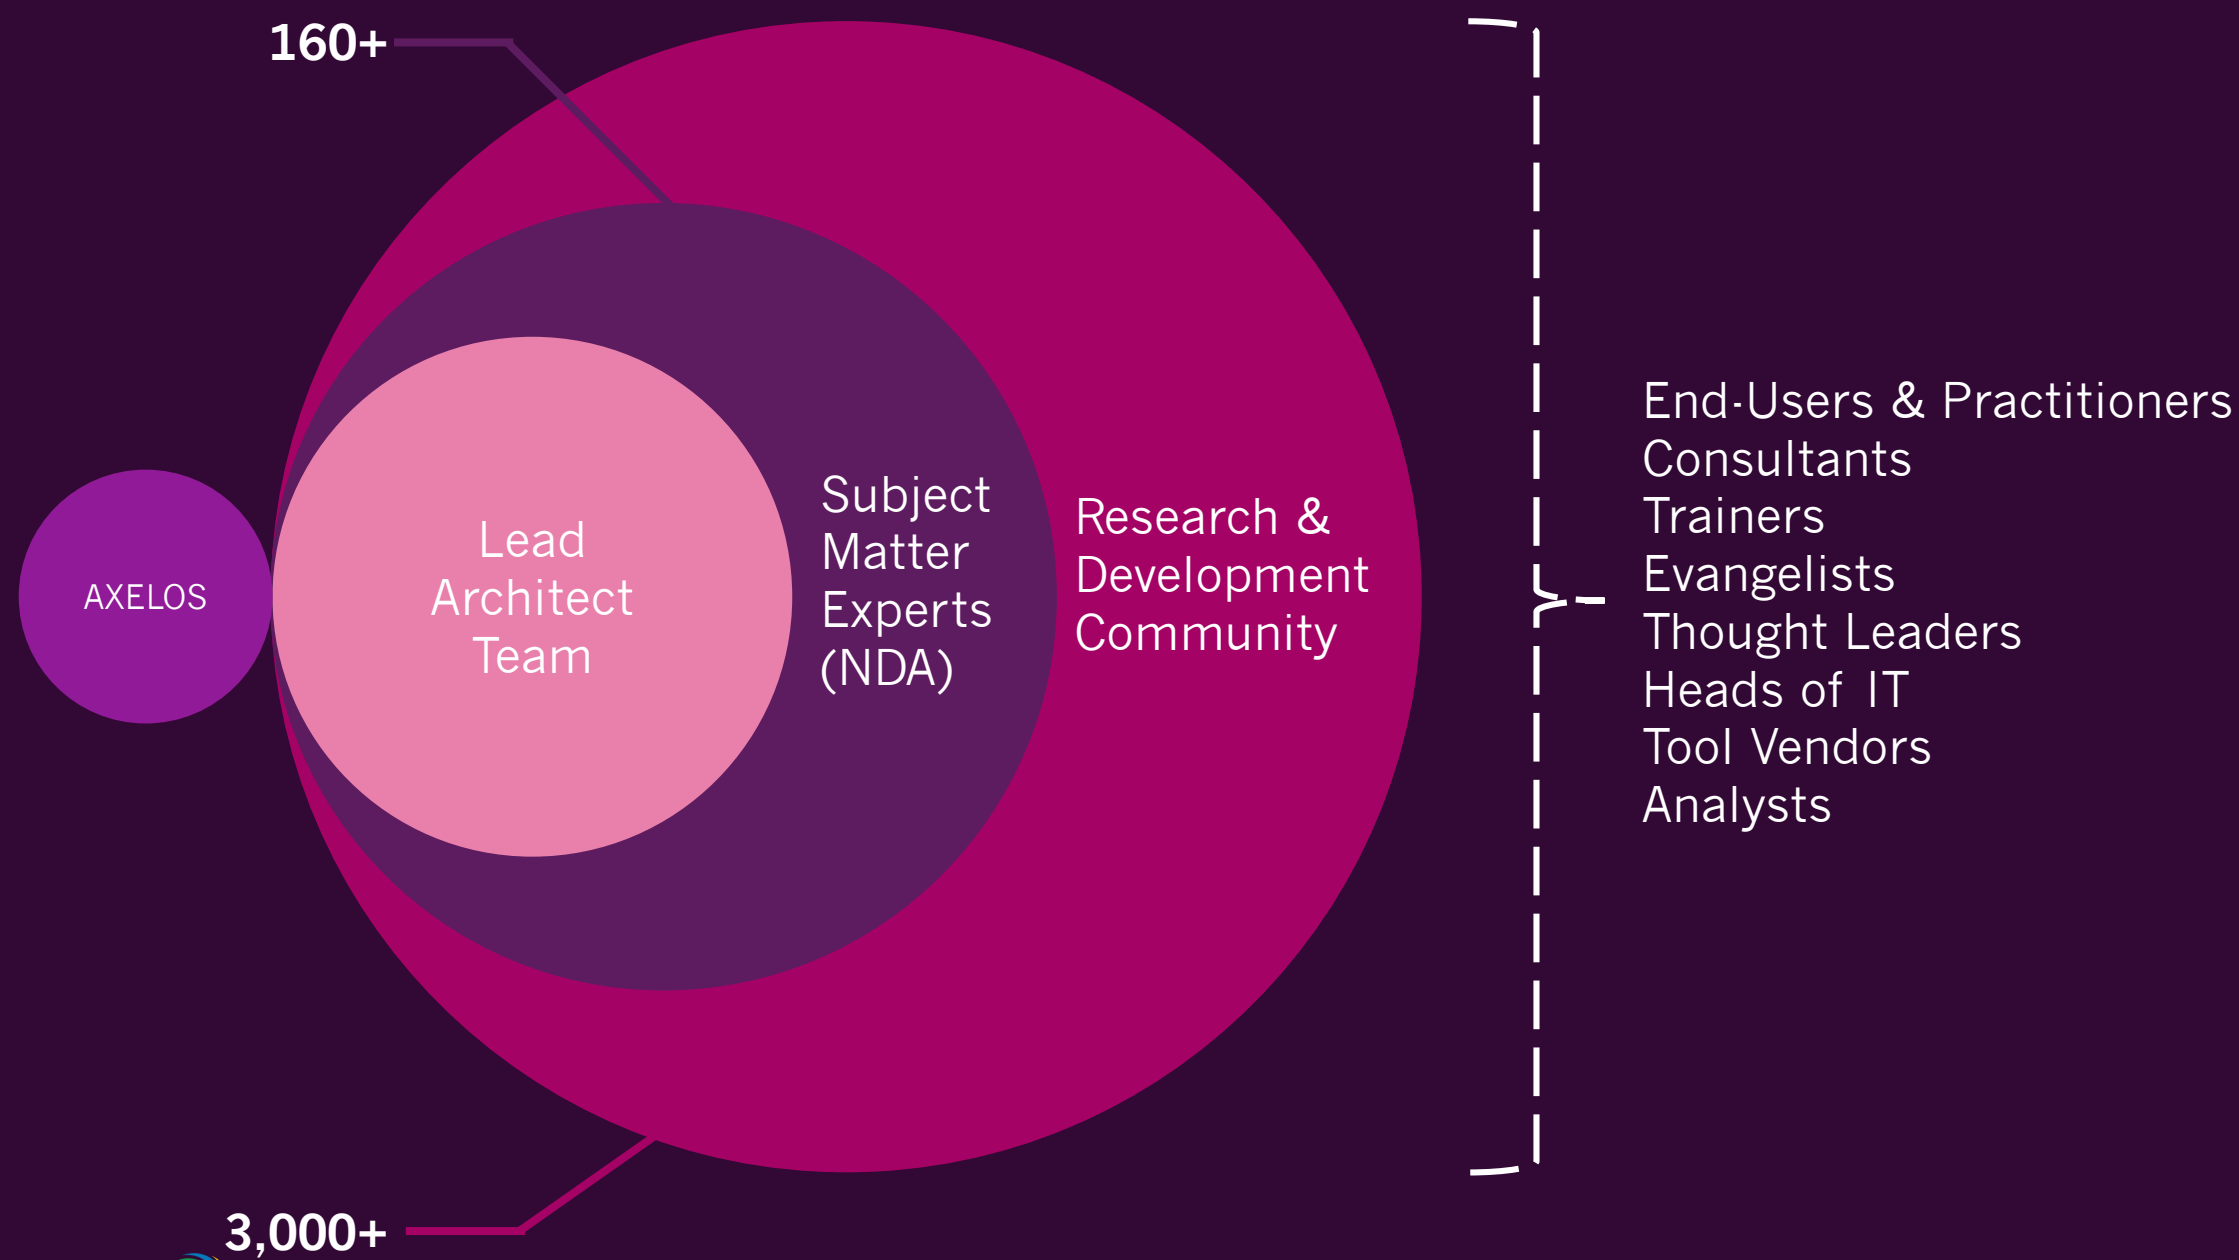 160+
AXELOS
Lead
Architect
Team
Subject
Matter
Experts
(NDA)
Research &
Development
Community
End-Users & Practitioners
Consultants
Trainers
Evangelists
Thought Leaders
Heads of IT
Tool Vendors
Analysts
3,000+